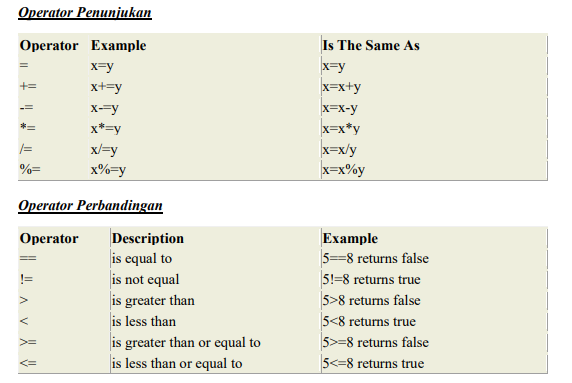 Operator Penunjukan
Operator Example Is The Same As
= x=y x=y
+= x+=y x=x+y
-= x-=y x=x-y
*= x*=y x=x*y
/= x/=y x=x/y
%= x%=y x=x%y
Operator Perbandingan
Operator Description Example
== is equal to 5==8 returns false
!= is not equal 5!=8 returns true
> is greater than 5>8 returns false
< is less than 5<8 returns true
>= is greater than or equal to 5>=8 returns false
<= is less than or equal to 5<=8 returns true